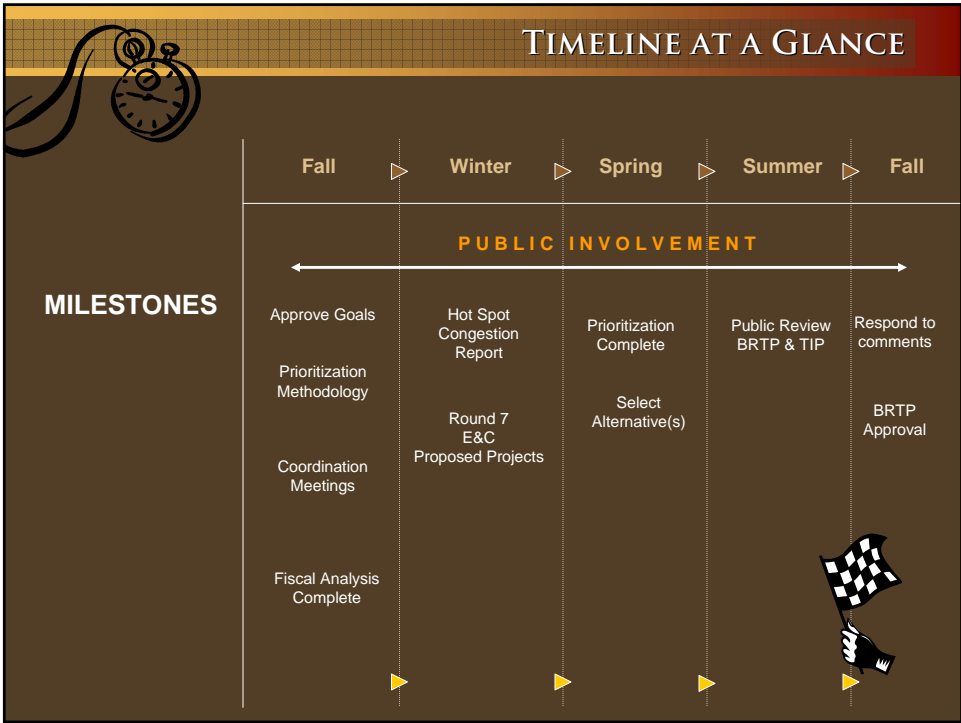 TIMELINE AT A GLANCE
Fall
Winter
Spring
Summer
Fall
PUBLIC INVOLVEMENT
MILESTONES
Approve Goals
Prioritization
Methodology
Coordination
Meetings
Fiscal Analysis
Complete
Hot Spot
Congestion
Report
Round 7
E&C
Proposed Projects
Prioritization
Complete
Select
Alternative(s)
Public Review
BRTP & TIP
Respond to
comments
BRTP
Approval